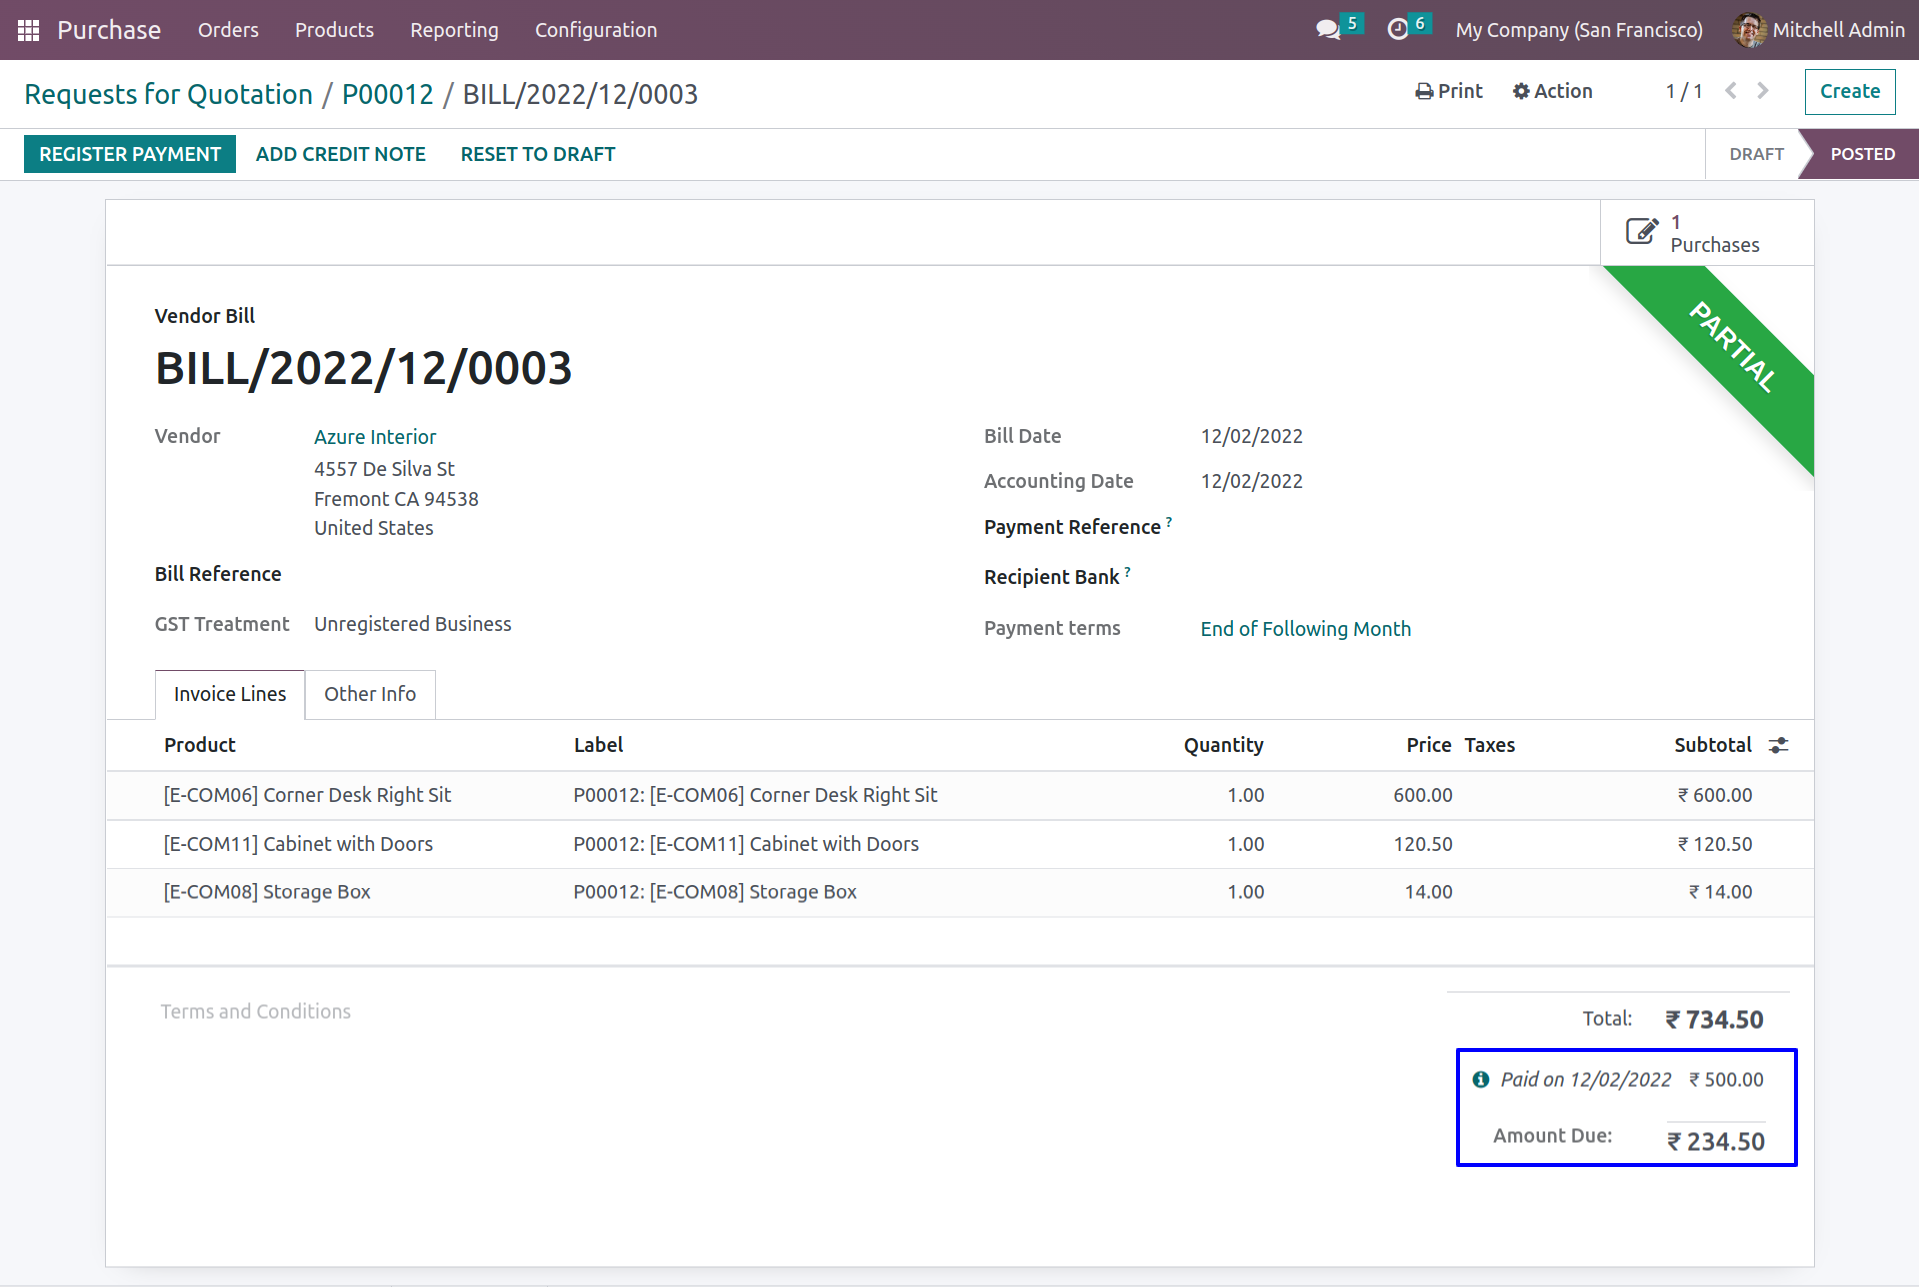 Purchase Orders Products Reporting Configuration 5 6 My Company (San Francisco) Mitchell Admin
Requests for Quotation / P00012 / BILL/2022/12/0003 Print Action 1 / 1 Create
REGISTER PAYMENT ADD CREDIT NOTE RESET TO DRAFT DRAFT POSTED
1
Purchases
PARTIAL
Vendor Bill
BILL/2022/12/0003
Vendor Azure Interior Bill Date 12/02/2022
4557 De Silva St
Fremont CA 94538 Accounting Date 12/02/2022
United States Payment Reference ?
Bill Reference Recipient Bank ?
GST Treatment Unregistered Business Payment terms End of Following Month
Invoice Lines Other Info
Product Label Quantity Price Taxes Subtotal
[E-COM06] Corner Desk Right Sit P00012: [E-COM06] Corner Desk Right Sit 1.00 600.00 ₹ 600.00
[E-COM11] Cabinet with Doors P00012: [E-COM11] Cabinet with Doors 1.00 120.50 ₹ 120.50
[E-COM08] Storage Box P00012: [E-COM08] Storage Box 1.00 14.00 ₹ 14.00
Terms and Conditions Total: ₹ 734.50
Paid on 12/02/2022 ₹ 500.00
Amount Due: ₹ 234.50